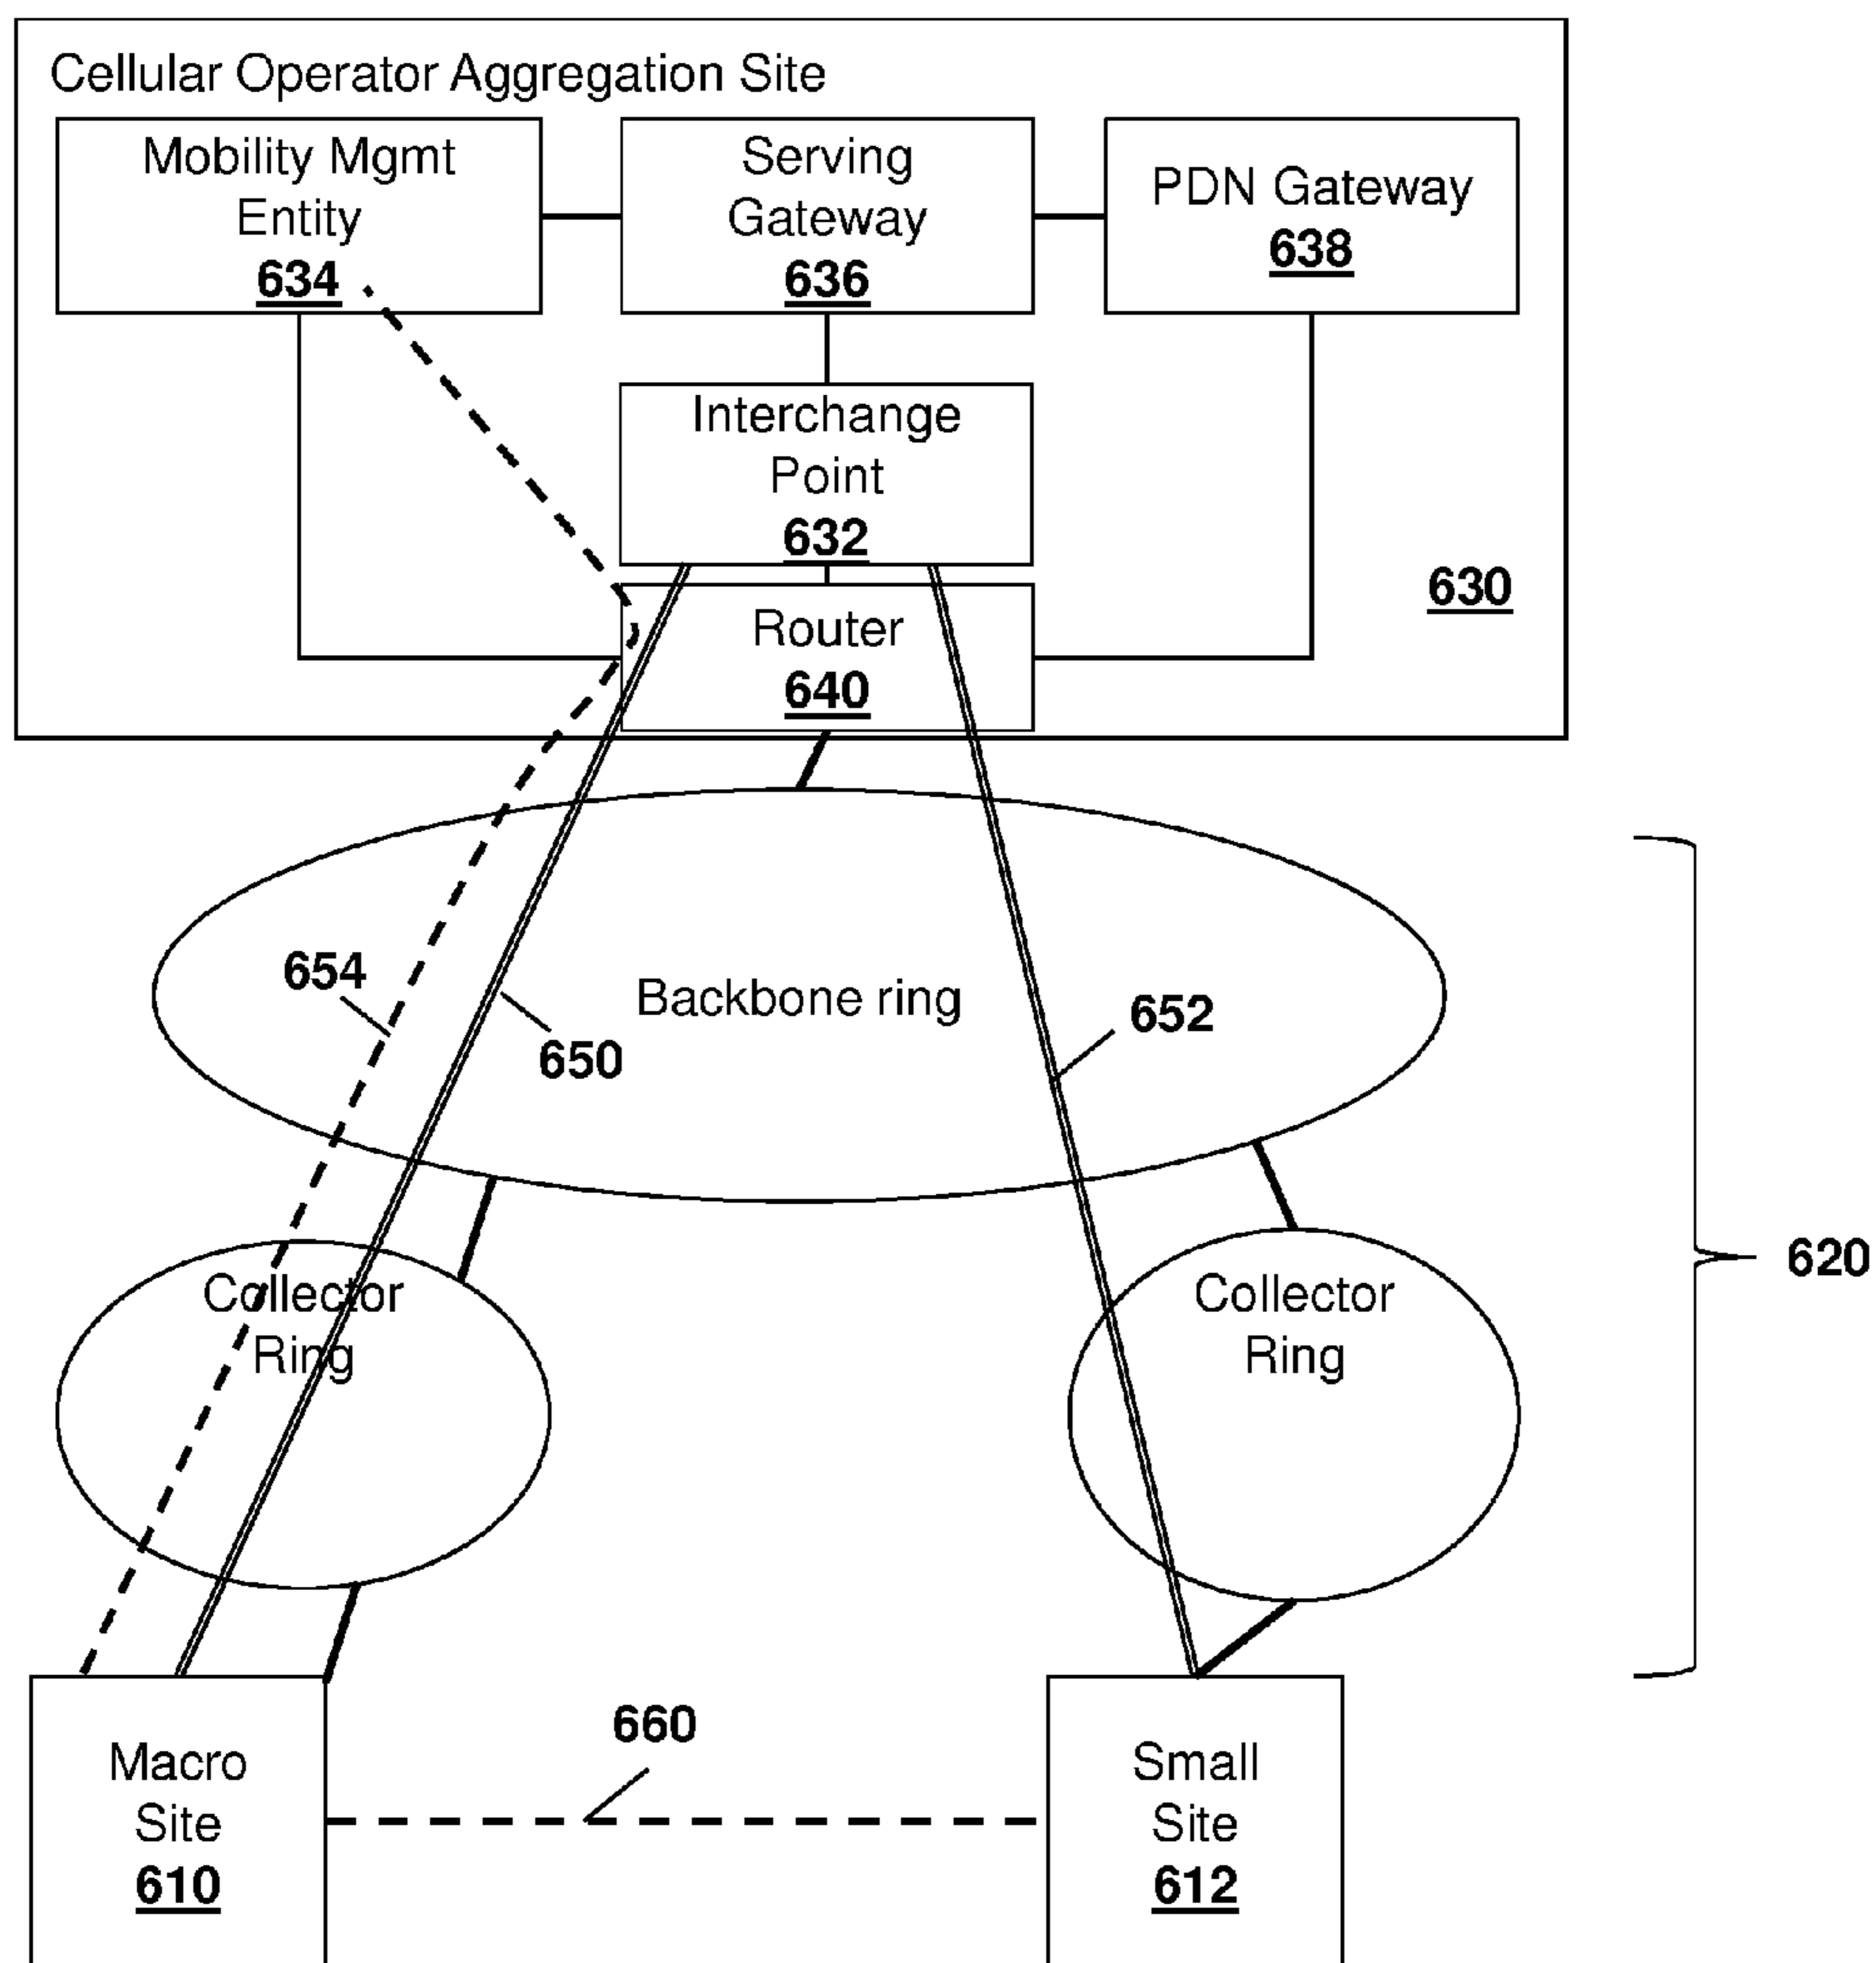 Cellular Operator Aggregation Site
Mobility Mgmt
Entity
634
Serving
Gateway
636
PDN Gateway
638
Interchange
Point
632
630
Router
640
654
650
Backbone ring
652
620
Collector
Ring
Collector
Ring
660
Macro
Site
610
Small
Site
612